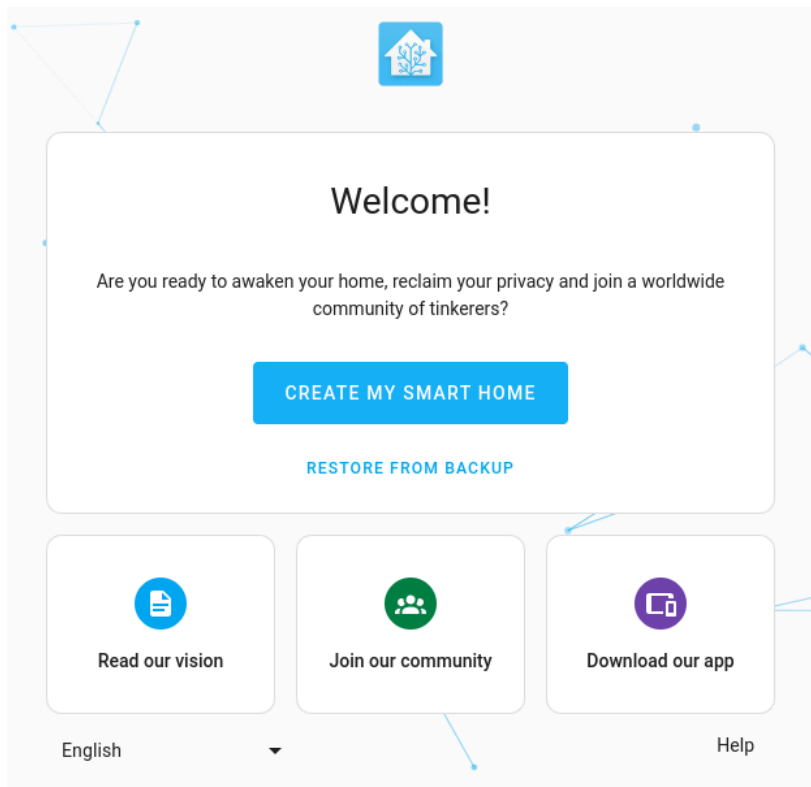 Welcome!
Are you ready to awaken your home, reclaim your privacy and join a worldwide
community of tinkerers?
CREATE MY SMART HOME
RESTORE FROM BACKUP
Read our vision
Join our community
Download our app
English
Help